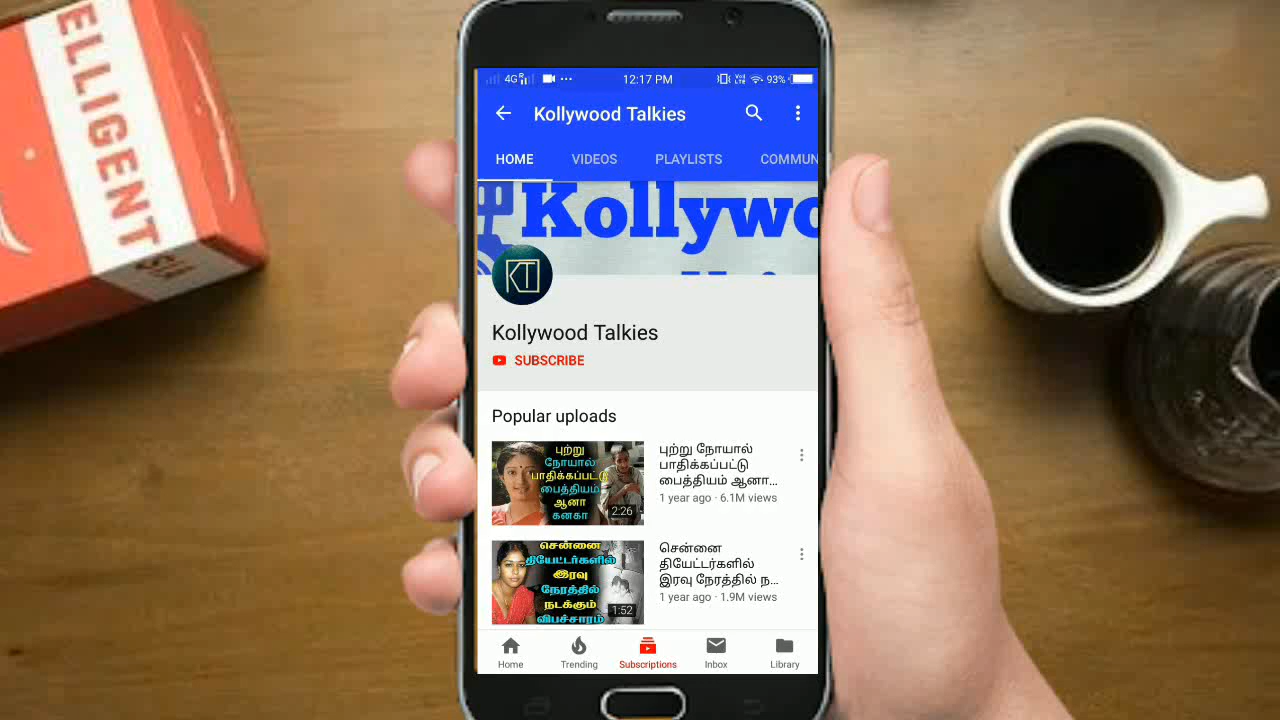 ELLIGENT
4G
12:17 PM
93%
Kollywood Talkies
HOME VIDEOS PLAYLISTS COMMUN
Kollywo
KT
Kollywood Talkies
SUBSCRIBE
Popular uploads
புற்று
நோயால்
பாதிக்கப்பட்டு
பைத்தியம்
ஆனா
கனகா
2:26
புற்று நோயால்
பாதிக்கப்பட்டு
பைத்தியம் ஆனா...
1 year ago · 6.1M views
சென்னை
தியேட்டர்களில்
இரவு
நேரத்தில்
நடக்கும்
விபச்சாரம்
1:52
சென்னை
தியேட்டர்களில்
இரவு நேரத்தில் ந...
1 year ago · 1.9M views
Home Trending Subscriptions Inbox Library